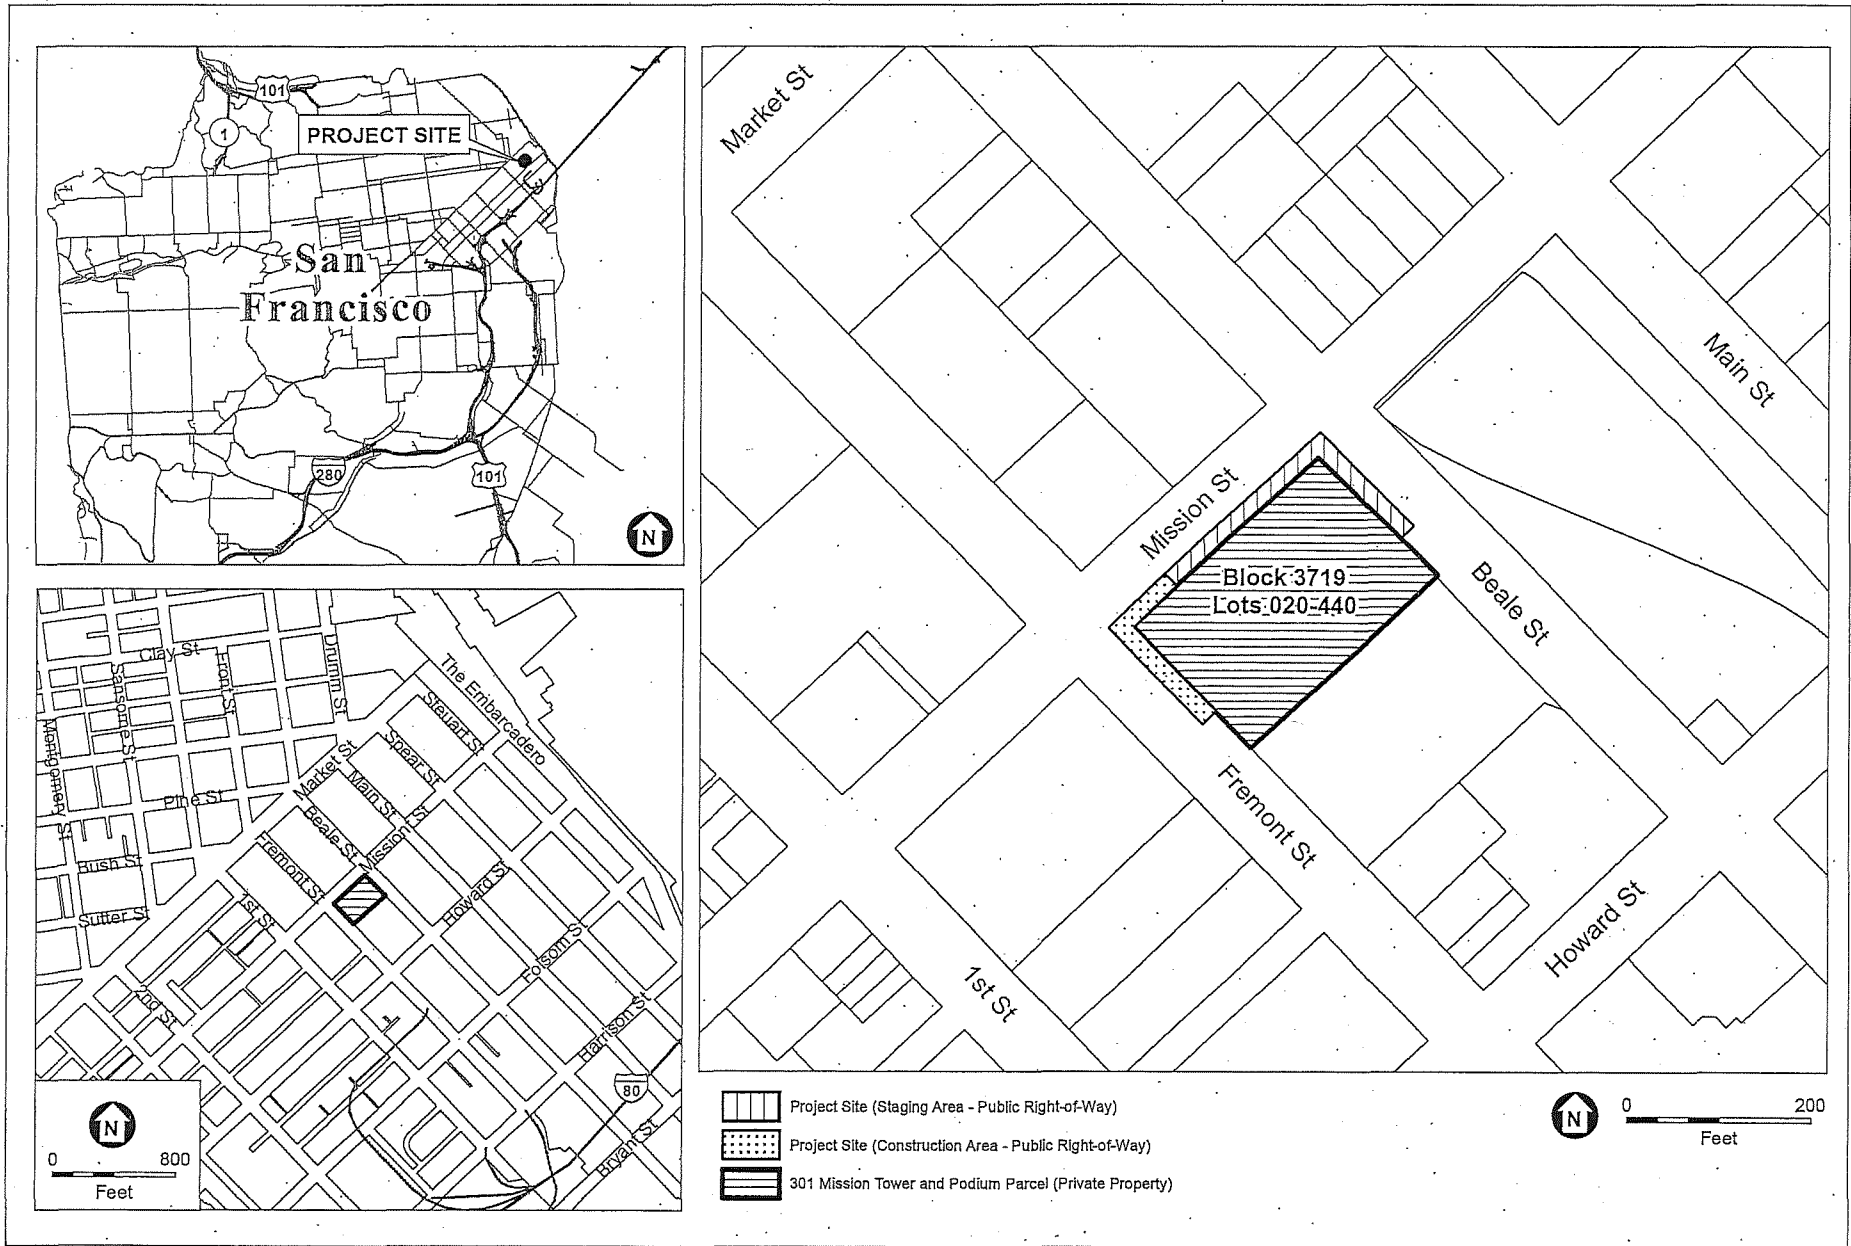 101
1
PROJECT SITE
San
Francisco
280
101
N
Market St
Main St
Mission St
Block 3719
Lots 020-440
Beale St
Fremont St
Howard St
1st St
Clay St
Front St
Drumm St
Sansome St
Montgomery St
The Embarcadero
Steuart St
Spear St
Market St
Main St
Pine St
Beale St
Mission St
Fremont St
Bush St
Howard St
1st St
Sutter St
Folsom S
2nd St
Harrison St
80
Bryant St
N
0 800
Feet
Project Site (Staging Area - Public Right-of-Way)
Project Site (Construction Area - Public Right-of-Way)
301 Mission Tower and Podium Parcel (Private Property)
N
0 200
Feet